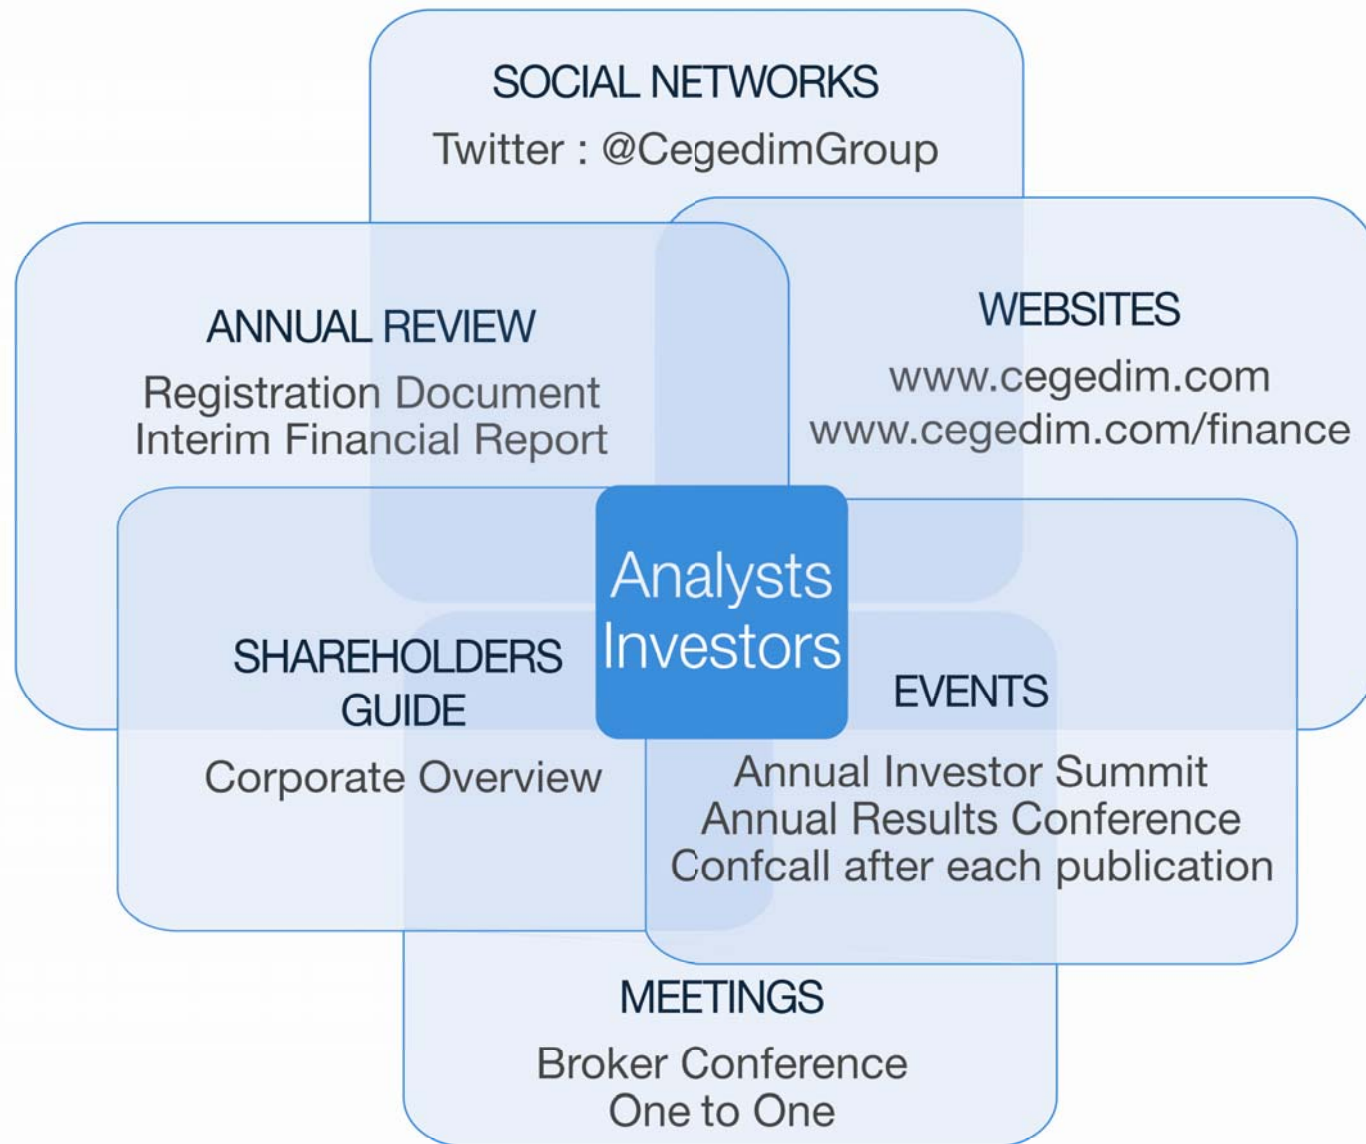 SOCIAL NETWORKS
Twitter : @CegedimGroup
ANNUAL REVIEW
Registration Document
Interim Financial Report
WEBSITES
www.cegedim.com
www.cegedim.com/finance
Analysts
Investors
SHAREHOLDERS
GUIDE
Corporate Overview
EVENTS
Annual Investor Summit
Annual Results Conference
Confcall after each publication
MEETINGS
Broker Conference
One to One